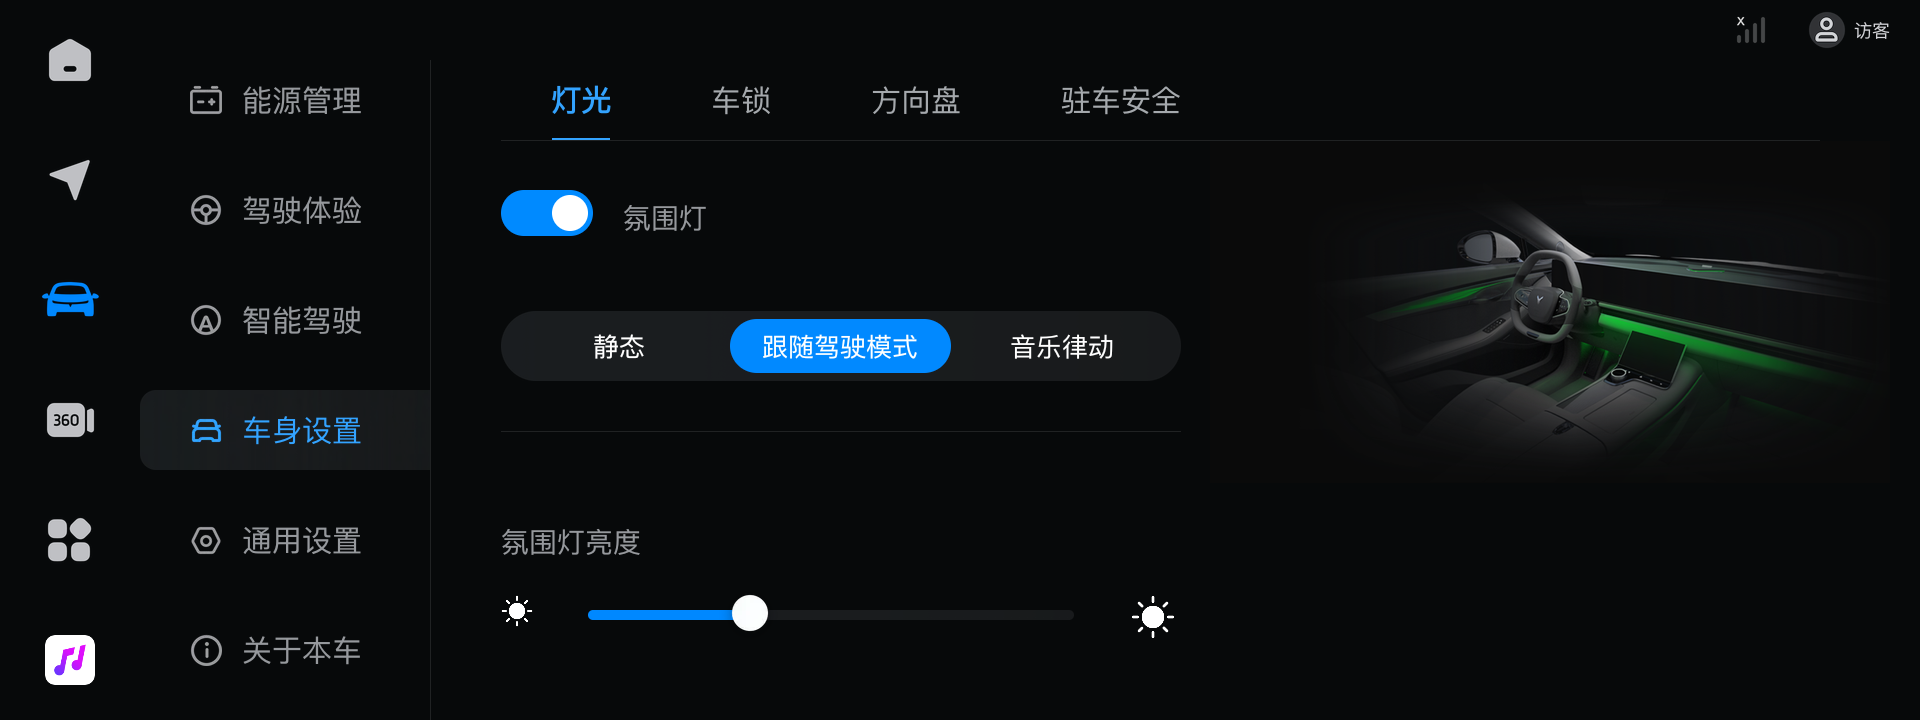 x
访客
能源管理
驾驶体验
智能驾驶
车身设置
通用设置
关于本车
360
灯光
车锁
方向盘
驻车安全
氛围灯
静态
跟随驾驶模式
音乐律动
氛围灯亮度